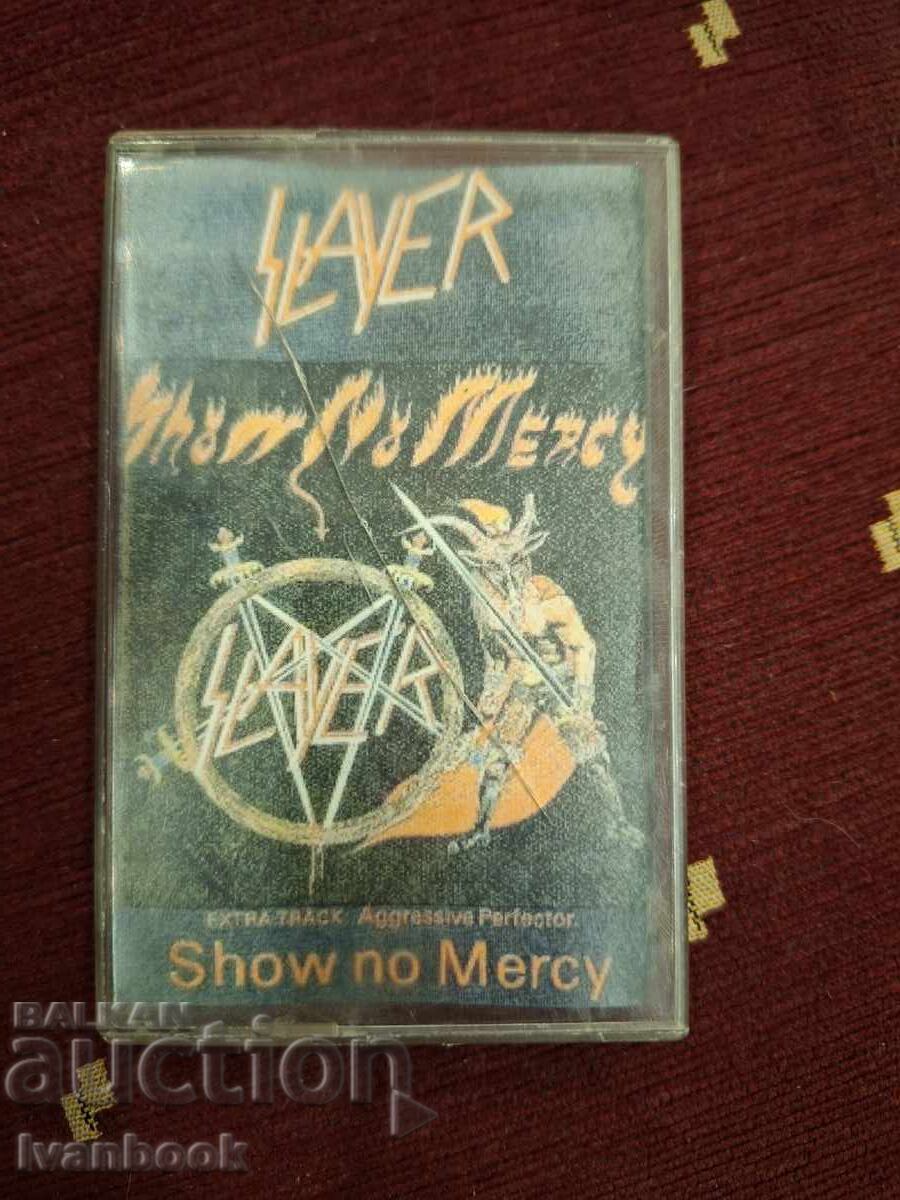 SLAYER
Show No Mercy
SLAYER
EXTRA TRACK Aggressive Perfector.
Show no Mercy
BALKAN
auction
Ivanbook